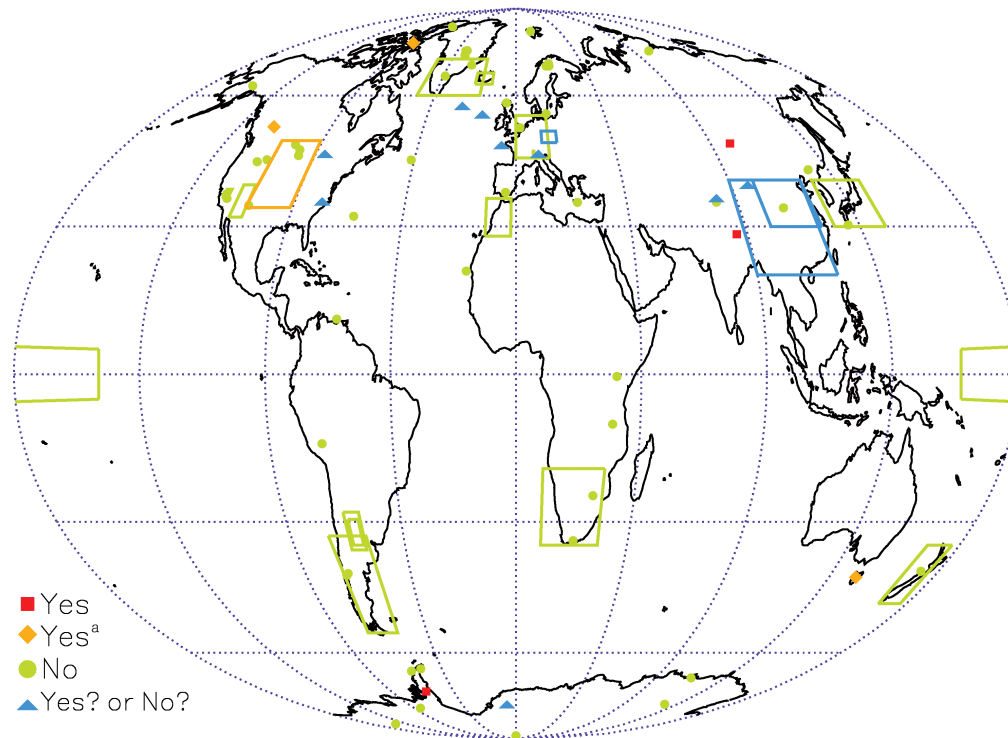 Yes
Yesª
No
Yes? or No?